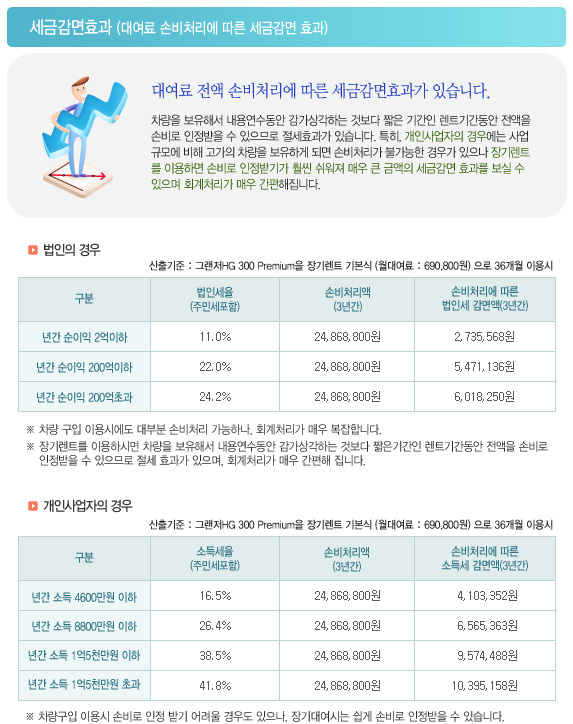 세금감면효과 (대여료 손비처리에 따른 세금감면 효과)
대여료 전액 손비처리에 따른 세금감면효과가 있습니다.
차량을 보유해서 내용연수동안 감가상각하는 것보다 짧은 기간인 렌트기간동안 전액을
손비로 인정받을 수 있으므로 절세효과가 있습니다. 특히, 개인사업자의 경우에는 사업
규모에 비해 고가의 차량을 보유하게 되면 손비처리가 불가능한 경우가 있으나 장기렌트
를 이용하면 손비로 인정받기가 훨씬 쉬워져 매우 큰 금액의 세금감면 효과를 보실 수
있으며 회계처리가 매우 간편해집니다.
법인의 경우
산출기준 : 그랜저HG 300 Premium을 장기렌트 기본식 (월대여료 : 690,800원) 으로 36개월 이용시
구분 법인세율 (주민세포함) 손비처리액 (3년간) 손비처리에 따른 법인세 감면액(3년간)
년간 순이익 2억이하 11.0% 24,868,800원 2,735,568원
년간 순이익 200억이하 22.0% 24,868,800원 5,471,136원
년간 순이익 200억초과 24.2% 24,868,800원 6,018,250원
※ 차량 구입 이용시에도 대부분 손비처리 가능하나, 회계처리가 매우 복잡합니다.
※ 장기렌트를 이용하시면 차량을 보유해서 내용연수동안 감가상각하는 것보다 짧은기간인 렌트기간동안 전액을 손비로
인정받을 수 있으므로 절세 효과가 있으며, 회계처리가 매우 간편해 집니다.
개인사업자의 경우
산출기준 : 그랜저HG 300 Premium을 장기렌트 기본식 (월대여료 : 690,800원) 으로 36개월 이용시
구분 소득세율 (주민세포함) 손비처리액 (3년간) 손비처리에 따른 소득세 감면액(3년간)
년간 소득 4600만원 이하 16.5% 24,868,800원 4,103,352원
년간 소득 8800만원 이하 26.4% 24,868,800원 6,565,363원
년간 소득 1억5천만원 이하 38.5% 24,868,800원 9,574,488원
년간 소득 1억5천만원 초과 41.8% 24,868,800원 10,395,158원
※ 차량구입 이용시 손비로 인정 받기 어려울 경우도 있으나, 장기대여시는 쉽게 손비로 인정받을 수 있습니다.